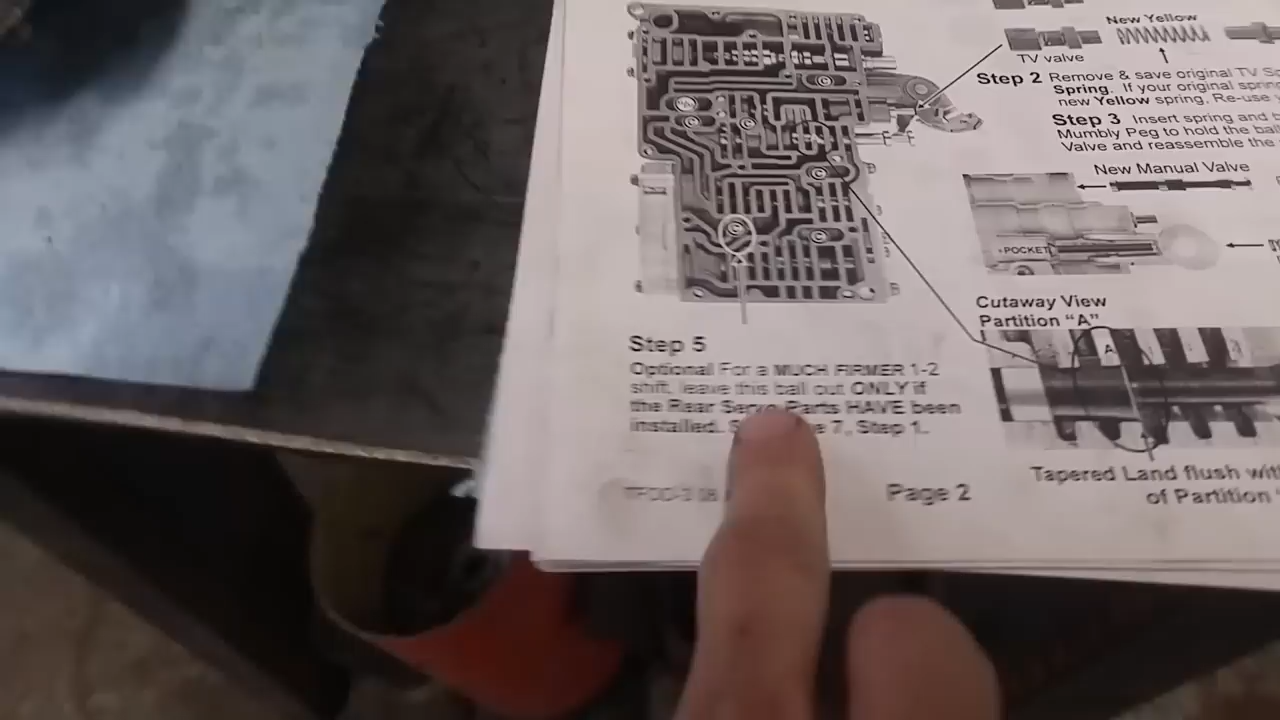 New Yellow
TV valve
Step 2 Remove & save original TV
Spring. If your original
new Yellow spring, Re-use
Step 3 Insert spring and
Mumbly Peg to hold the
Valve and reassemble the
New Manual Valve
POCKET
Cutaway View
Partition "A"
A
Step 5
Optional For a MUCH FIRMER 1-2
shift, leave this ball out ONLY if
the Rear Servo Parts HAVE been
installed. 7, Step 1.
Page 2
Tapered Land flush
of Partition